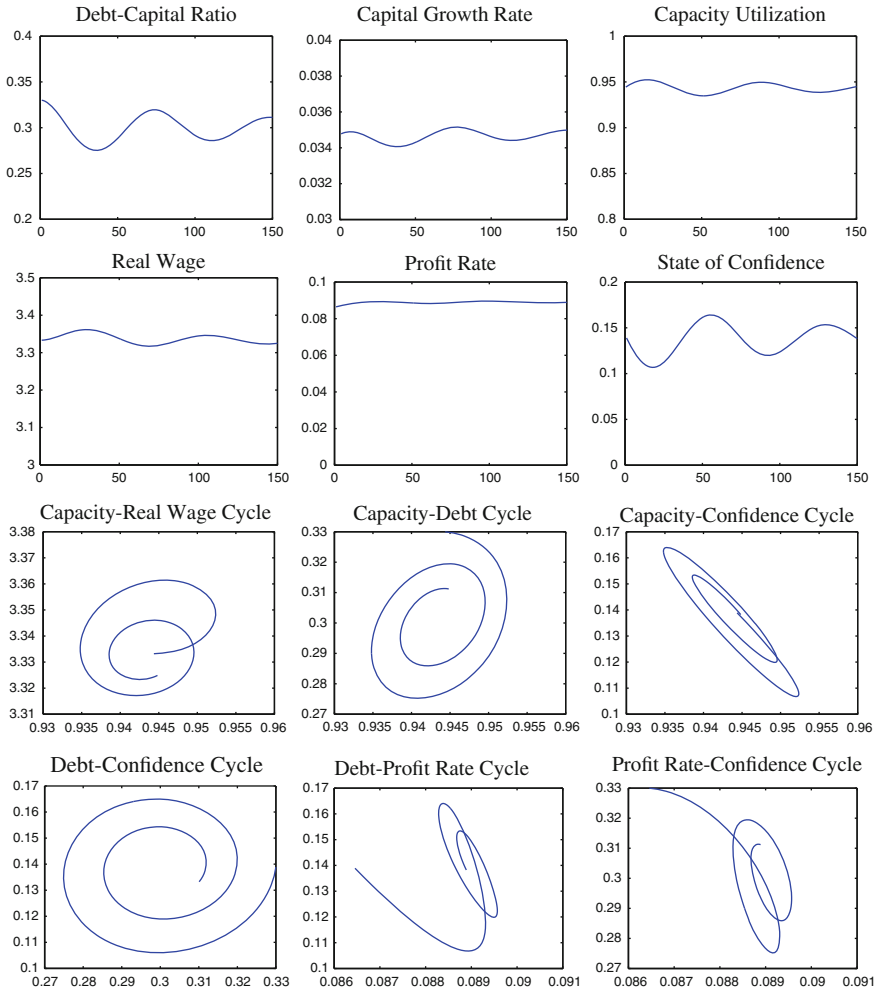 Debt-Capital Ratio Capital Growth Rate Capacity Utilization
0.4 0.04 1
0.35 0.038 0.95
0.3 0.036 0.9
0.25 0.034 0.85
0.2 0.032 0.8
0.03
0 50 100 150 0 50 100 150 0 50 100 150
Real Wage Profit Rate State of Confidence
3.5 0.1 0.2
3.4 0.08 0.15
3.3 0.06 0.1
3.2 0.04 0.05
3.1 0.02 0
3 0
0 50 100 150 0 50 100 150 0 50 100 150
Capacity-Real Wage Cycle Capacity-Debt Cycle Capacity-Confidence Cycle
3.38 0.33 0.17
3.37 0.32 0.16
3.36 0.31 0.15
3.35 0.3 0.14
3.34 0.29 0.13
3.33 0.28 0.12
3.32 0.27 0.11
3.31 0.1
0.93 0.935 0.94 0.945 0.95 0.955 0.96 0.93 0.935 0.94 0.945 0.95 0.955 0.96 0.93 0.935 0.94 0.945 0.95 0.955 0.96
Debt-Confidence Cycle Debt-Profit Rate Cycle Profit Rate-Confidence Cycle
0.17 0.17 0.33
0.16 0.16 0.32
0.15 0.15 0.31
0.14 0.14 0.3
0.13 0.13 0.29
0.12 0.12 0.28
0.11 0.11 0.27
0.1 0.1
0.27 0.28 0.29 0.3 0.31 0.32 0.33 0.086 0.087 0.088 0.089 0.09 0.091 0.086 0.087 0.088 0.089 0.09 0.091